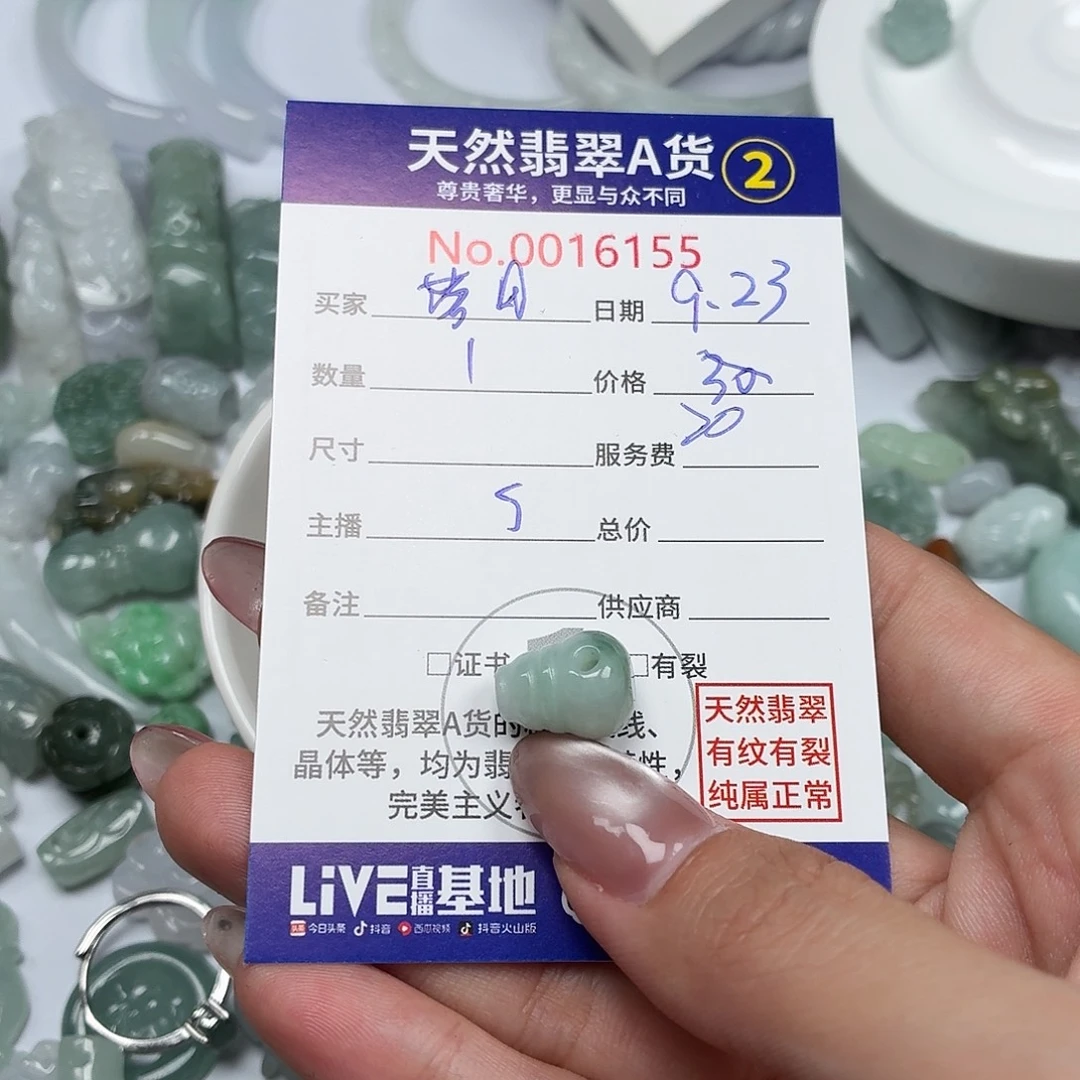 天然翡翠A货 2
尊贵奢华，更显与众不同
No.0016155
买家 日期 9.23
数量 1 价格 30
20
尺寸 服务费
主播 5 总价
备注 供应商
□证书 □有裂
天然翡翠A货的 线、
晶体等，均为翡 性，
完美主义
天然翡翠
有纹有裂
纯属正常
LiVE直播基地
头条 今日头条 抖音 西瓜视频 抖音火山版